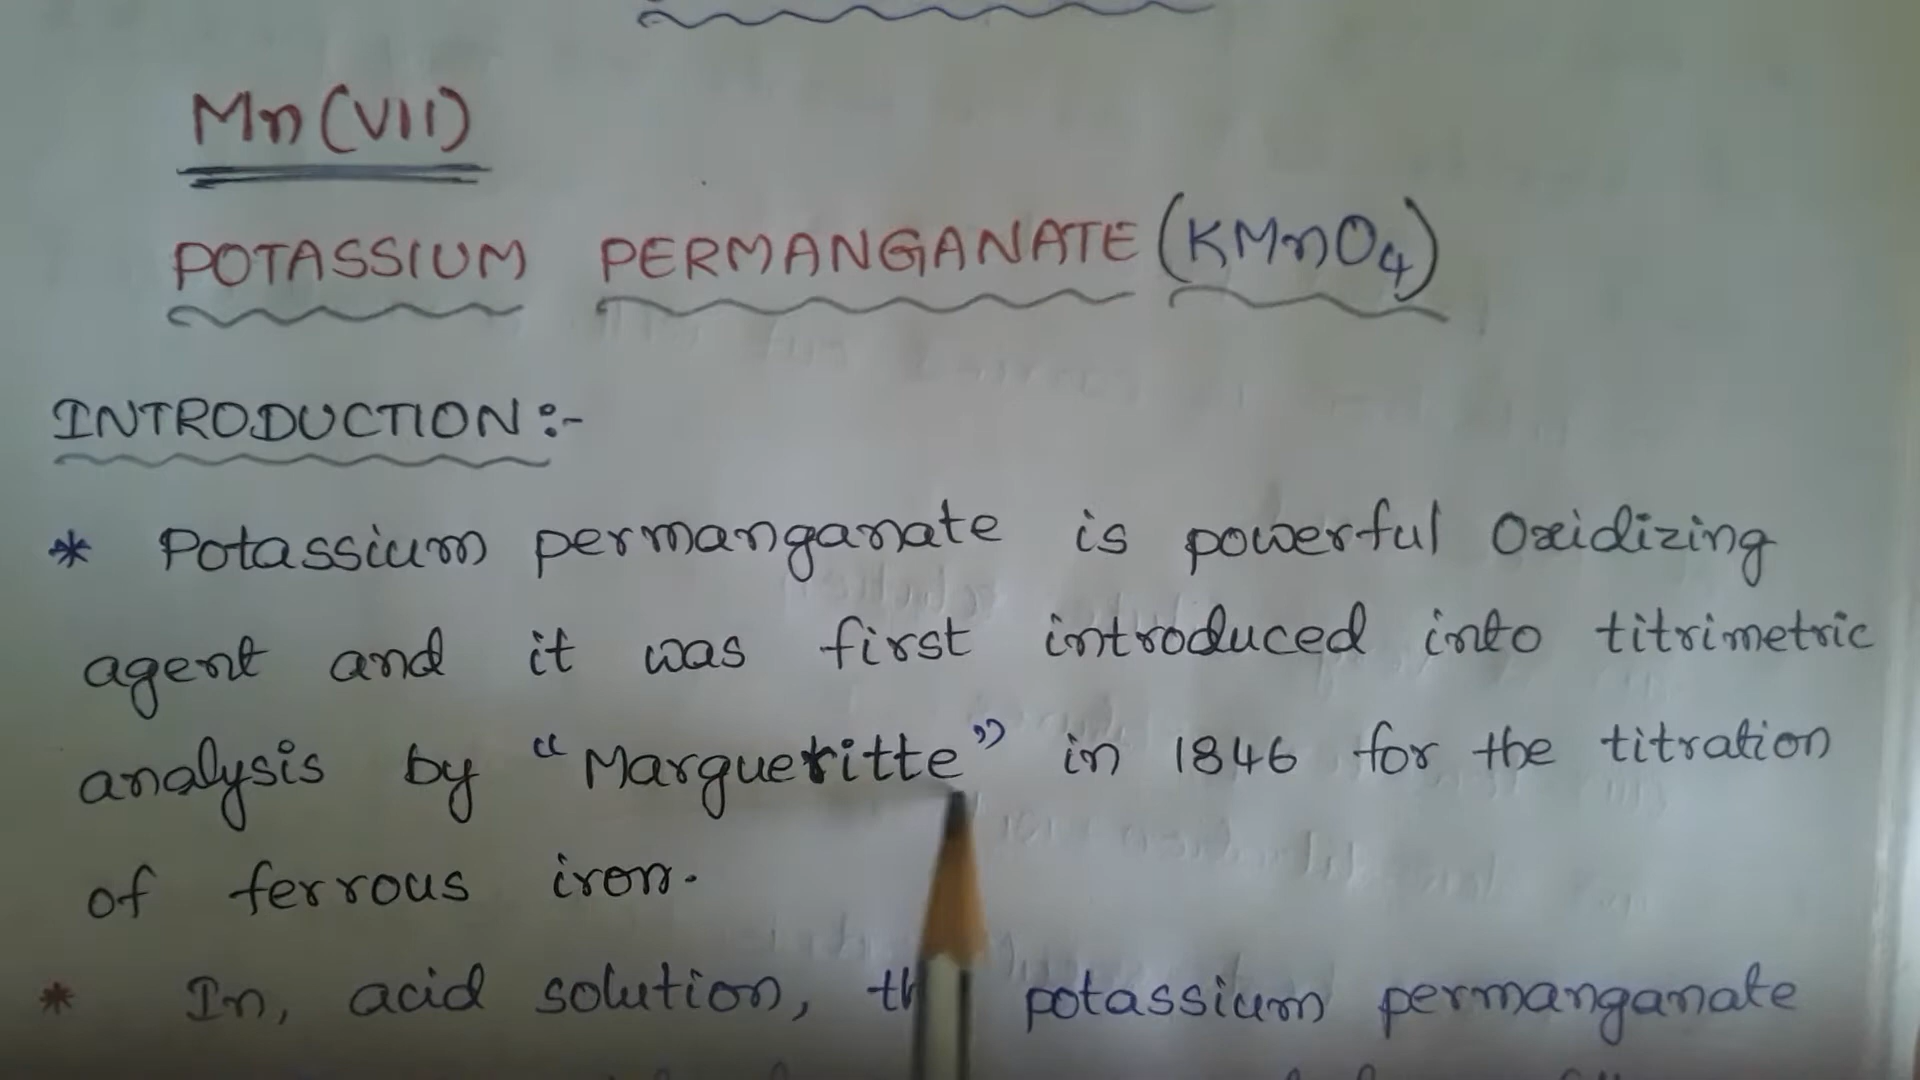 Mn(VII)
POTASSIUM PERMANGANATE (KMnO4)
INTRODUCTION:-
* Potassium permanganate is powerful Oxidizing
agent and it was first introduced into titrimetric
analysis by "Margueritte" in 1846 for the titration
of ferrous iron.
* In, acid solution, potassium permanganate